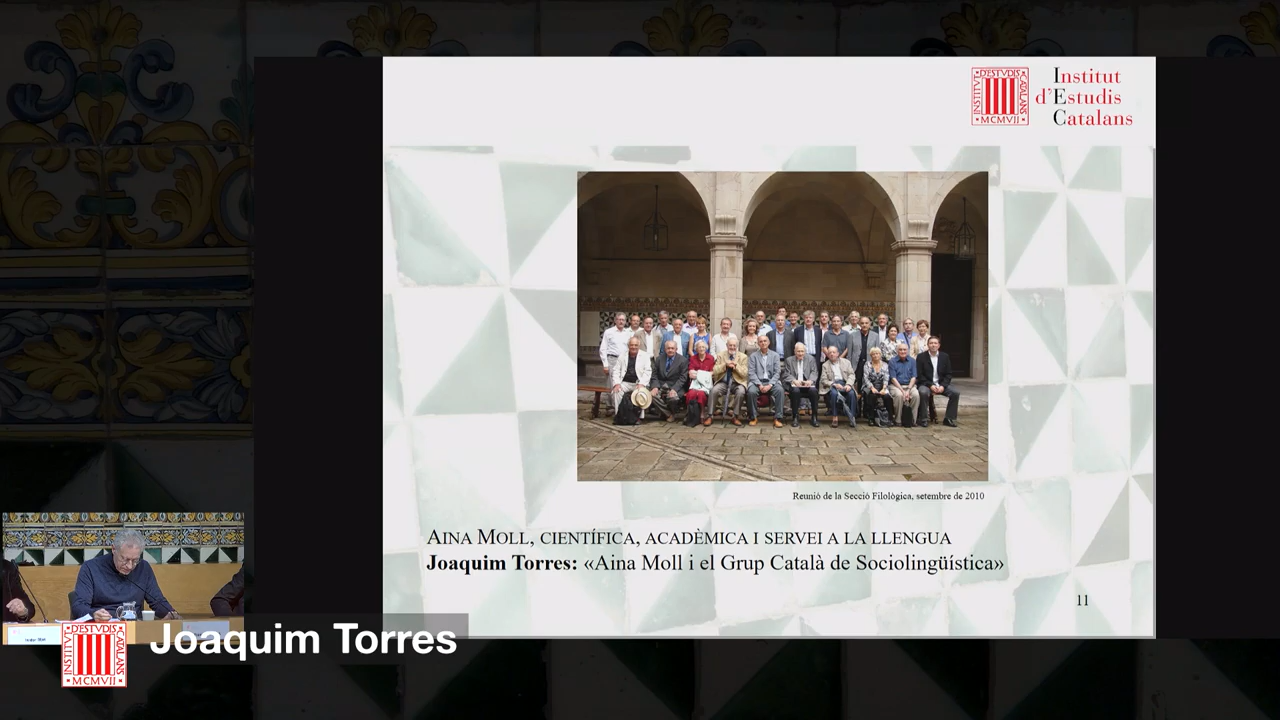 INSTITVT
D'ESTVDIS
CATALANS
MCMVII
Institut
d'Estudis
Catalans
Reunió de la Secció Filològica, setembre de 2010
AINA MOLL, CIENTÍFICA, ACADÈMICA I SERVEI A LA LLENGUA
Joaquim Torres: «Aina Moll i el Grup Català de Sociolingüística»
11
INSTITVT
D'ESTVDIS
CATALANS
MCMVII
Joaquim Torres